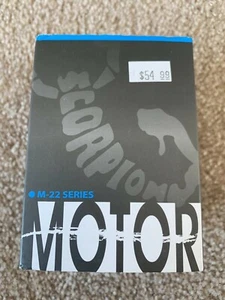 $54.99
SCORPION
M-22 SERIES
MOTOR